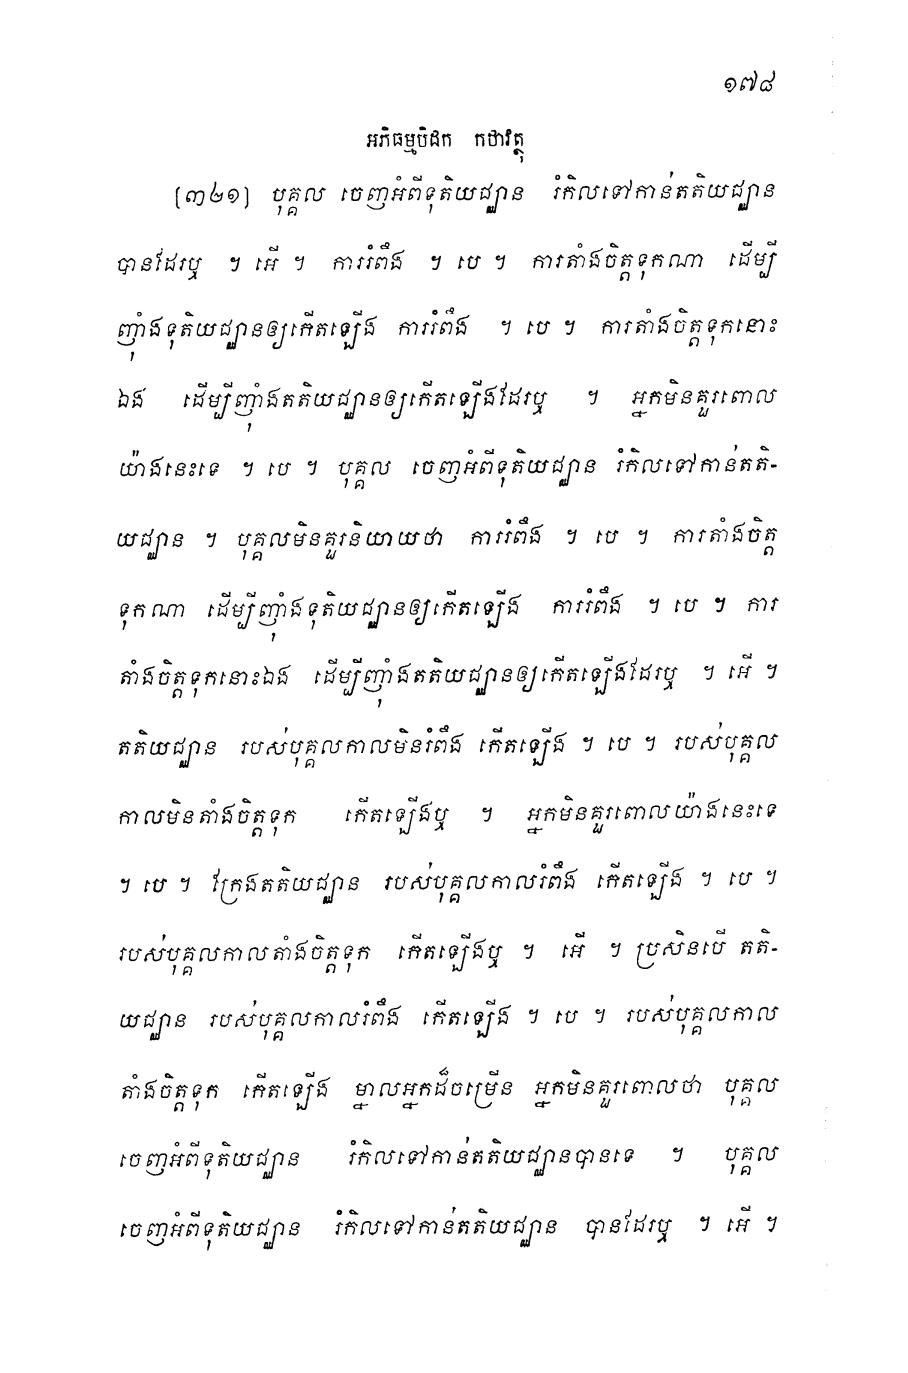 ១៧៨
អភិធម្មបិដក កថាវត្ថុ
[៣២១] បុគ្គល ចេញអំពីទុតិយជ្ឈាន រំកិលទៅកាន់តតិយជ្ឈាន
បានដែរឬ ។ អើ ។ ការរំពឹង ។ បេ ។ ការតាំងចិត្តទុកណា ដើម្បី
ញុំាងទុតិយជ្ឈានឲ្យកើតឡើង ការរំពឹង ។ បេ ។ ការតាំងចិត្តទុកនោះ
ឯង ដើម្បីញុំាងតតិយជ្ឈានឲ្យកើតឡើងដែរឬ ។ អ្នកមិនគួរពោល
យ៉ាងនេះទេ ។ បេ ។ បុគ្គល ចេញអំពីទុតិយជ្ឈាន រំកិលទៅកាន់តតិ-
យជ្ឈាន ។ បុគ្គលមិនគួរនិយាយថា ការរំពឹង ។ បេ ។ ការតាំងចិត្ត
ទុកណា ដើម្បីញុំាងទុតិយជ្ឈានឲ្យកើតឡើង ការរំពឹង ។ បេ ។ ការ
តាំងចិត្តទុកនោះឯង ដើម្បីញុំាងតតិយជ្ឈានឲ្យកើតឡើងដែរឬ ។ អើ ។
តតិយជ្ឈាន របស់បុគ្គលកាលមិនរំពឹង កើតឡើង ។ បេ ។ របស់បុគ្គល
កាលមិនតាំងចិត្តទុក កើតឡើងឬ ។ អ្នកមិនគួរពោលយ៉ាងនេះទេ
។ បេ ។ ក្រែងតតិយជ្ឈាន របស់បុគ្គលកាលរំពឹង កើតឡើង ។ បេ ។
របស់បុគ្គលកាលតាំងចិត្តទុក កើតឡើងឬ ។ អើ ។ ប្រសិនបើ តតិ-
យជ្ឈាន របស់បុគ្គលកាលរំពឹង កើតឡើង ។ បេ ។ របស់បុគ្គលកាល
តាំងចិត្តទុក កើតឡើង ម្នាលអ្នកដ៏ចម្រើន អ្នកមិនគួរពោលថា បុគ្គល
ចេញអំពីទុតិយជ្ឈាន រំកិលទៅកាន់តតិយជ្ឈានបានទេ ។ បុគ្គល
ចេញអំពីទុតិយជ្ឈាន រំកិលទៅកាន់តតិយជ្ឈាន បានដែរឬ ។ អើ ។